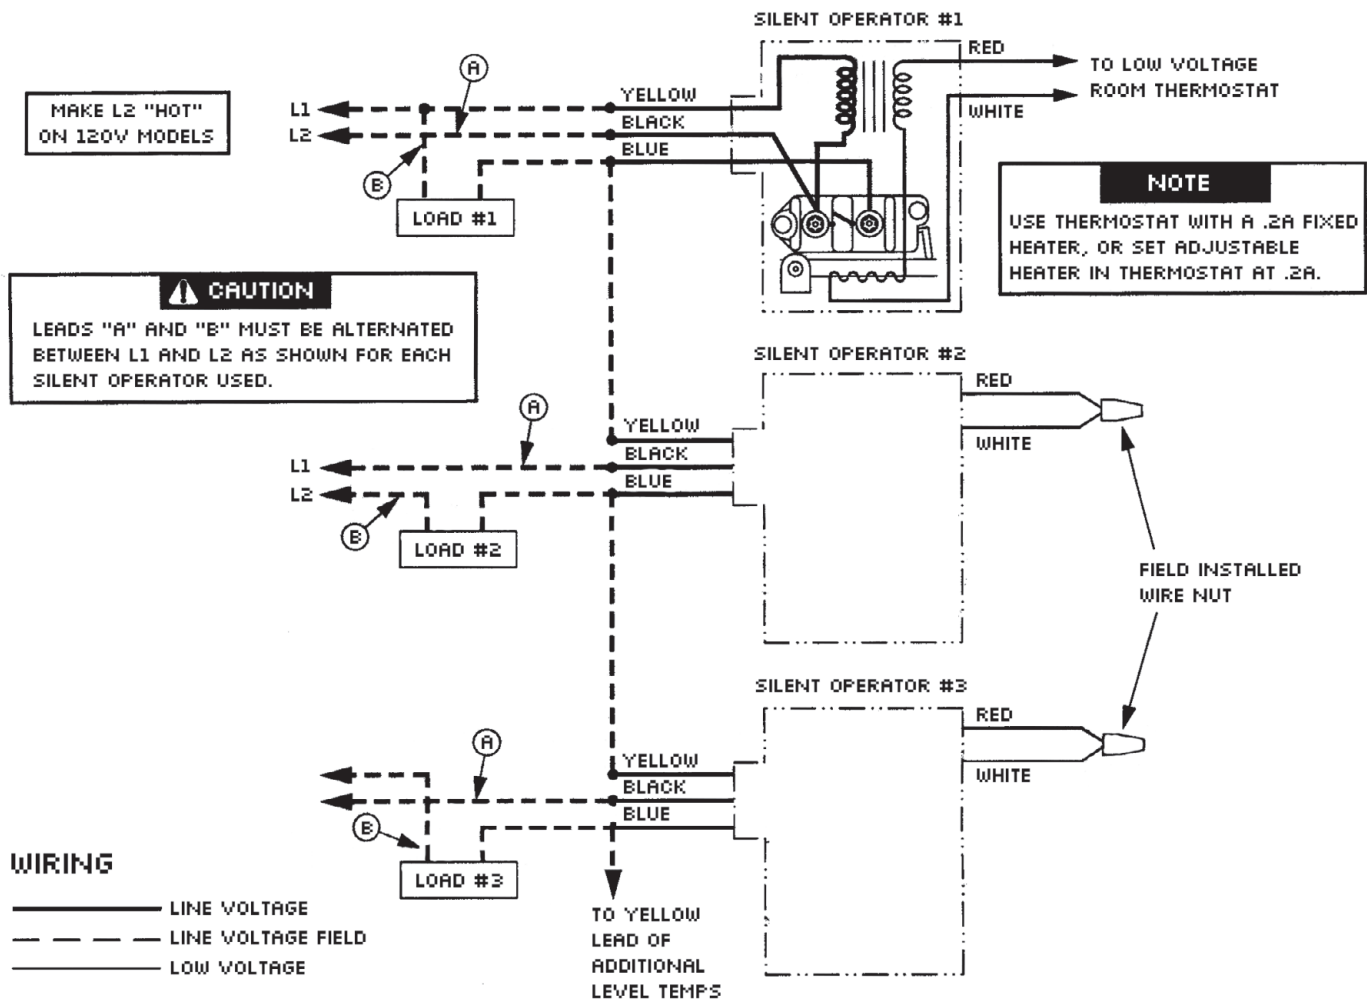 SILENT OPERATOR #1
RED
TO LOW VOLTAGE
ROOM THERMOSTAT
WHITE
A
YELLOW
L1
BLACK
L2
BLUE
MAKE L2 "HOT"
ON 120V MODELS
B
LOAD #1
NOTE
USE THERMOSTAT WITH A .2A FIXED
HEATER, OR SET ADJUSTABLE
HEATER IN THERMOSTAT AT .2A.
CAUTION
LEADS "A" AND "B" MUST BE ALTERNATED
BETWEEN L1 AND L2 AS SHOWN FOR EACH
SILENT OPERATOR USED.
SILENT OPERATOR #2
RED
WHITE
A
YELLOW
L1
BLACK
L2
BLUE
B
LOAD #2
FIELD INSTALLED
WIRE NUT
SILENT OPERATOR #3
RED
WHITE
A
YELLOW
BLACK
BLUE
B
LOAD #3
WIRING
LINE VOLTAGE
LINE VOLTAGE FIELD
LOW VOLTAGE
TO YELLOW
LEAD OF
ADDITIONAL
LEVEL TEMPS